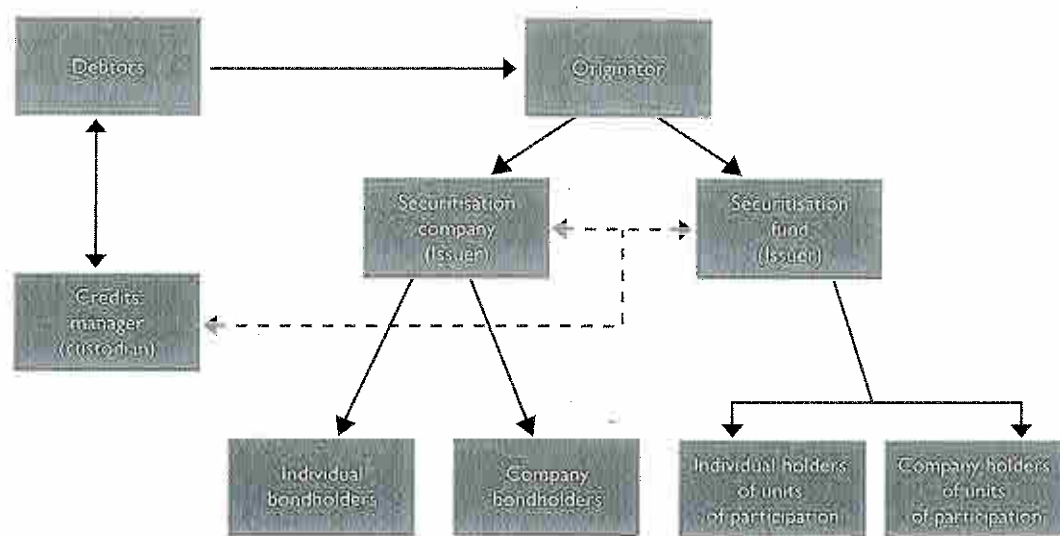 Debtors
Originator
Securitisation
company
(Issuer)
Securitisation
fund
(Issuer)
Credits
manager
(custodian)
Individual
bondholders
Company
bondholders
Individual holders
of units
of participation
Company holders
of units
of participation